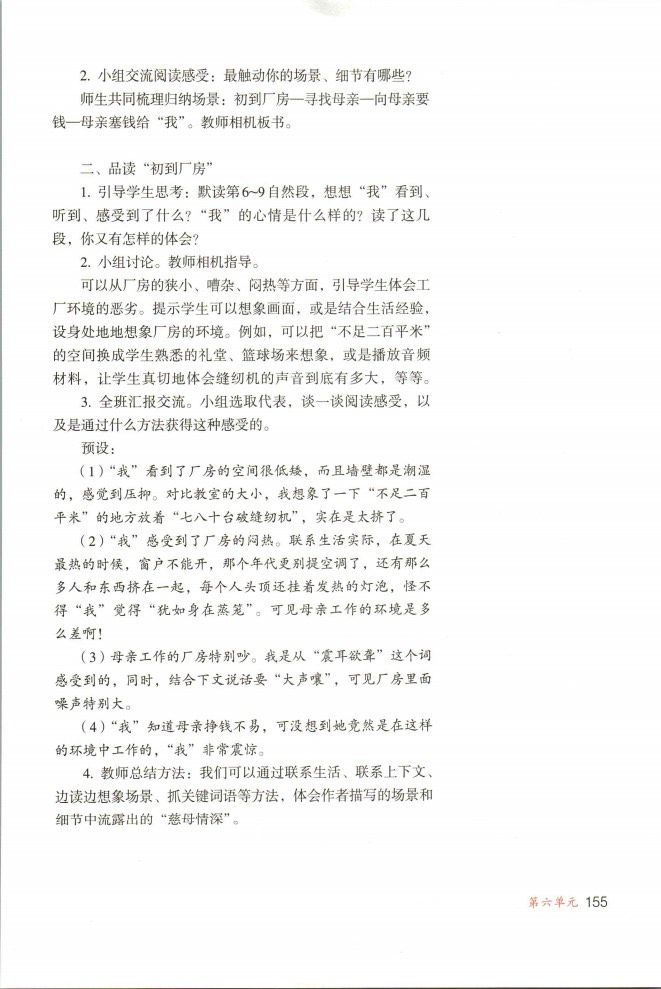 2. 小组交流阅读感受：最触动你的场景、细节有哪些？
师生共同梳理归纳场景：初到厂房—寻找母亲—向母亲要
钱—母亲塞钱给“我”。教师相机板书。
二、品读“初到厂房”
1. 引导学生思考：默读第6~9自然段，想想“我”看到、
听到、感受到了什么？“我”的心情是什么样的？读了这几
段，你又有怎样的体会？
2. 小组讨论。教师相机指导。
可以从厂房的狭小、嘈杂、闷热等方面，引导学生体会工
厂环境的恶劣。提示学生可以想象画面，或是结合生活经验，
设身处地地想象厂房的环境。例如，可以把“不足二百平米”
的空间换成学生熟悉的礼堂、篮球场来想象，或是播放音频
材料，让学生真切地体会缝纫机的声音到底有多大，等等。
3. 全班汇报交流。小组选取代表，谈一谈阅读感受，以
及是通过什么方法获得这种感受的。
预设：
（1）“我”看到了厂房的空间很低矮，而且墙壁都是潮湿
的，感觉到压抑。对比教室的大小，我想象了一下“不足二百
平米”的地方放着“七八十台破缝纫机”，实在是太挤了。
（2）“我”感受到了厂房的闷热。联系生活实际，在夏天
最热的时候，窗户不能开，那个年代更别提空调了，还有那么
多人和东西挤在一起，每个人头顶还挂着发热的灯泡，怪不
得“我”觉得“犹如身在蒸笼”。可见母亲工作的环境是多
么差啊！
（3）母亲工作的厂房特别吵。我是从“震耳欲聋”这个词
感受到的，同时，结合下文说话要“大声嚷”，可见厂房里面
噪声特别大。
（4）“我”知道母亲挣钱不易，可没想到她竟然是在这样
的环境中工作的，“我”非常震惊。
4. 教师总结方法：我们可以通过联系生活、联系上下文、
边读边想象场景、抓关键词语等方法，体会作者描写的场景和
细节中流露出的“慈母情深”。
第六单元 155